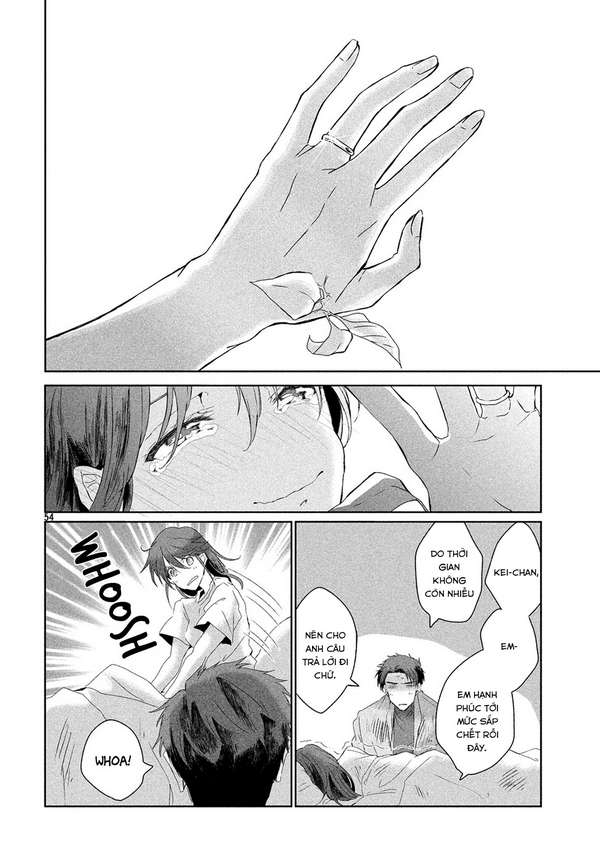 54
KEI-CHAN,
EM-
EM HẠNH
PHÚC TỚI
MỨC SẮP
CHẾT RỒI
ĐÂY.
DO THỜI
GIAN
KHÔNG
CÒN NHIỀU
NÊN CHO
ANH CÂU
TRẢ LỜI ĐI
CHỨ.
WHOOSH
WHOA!